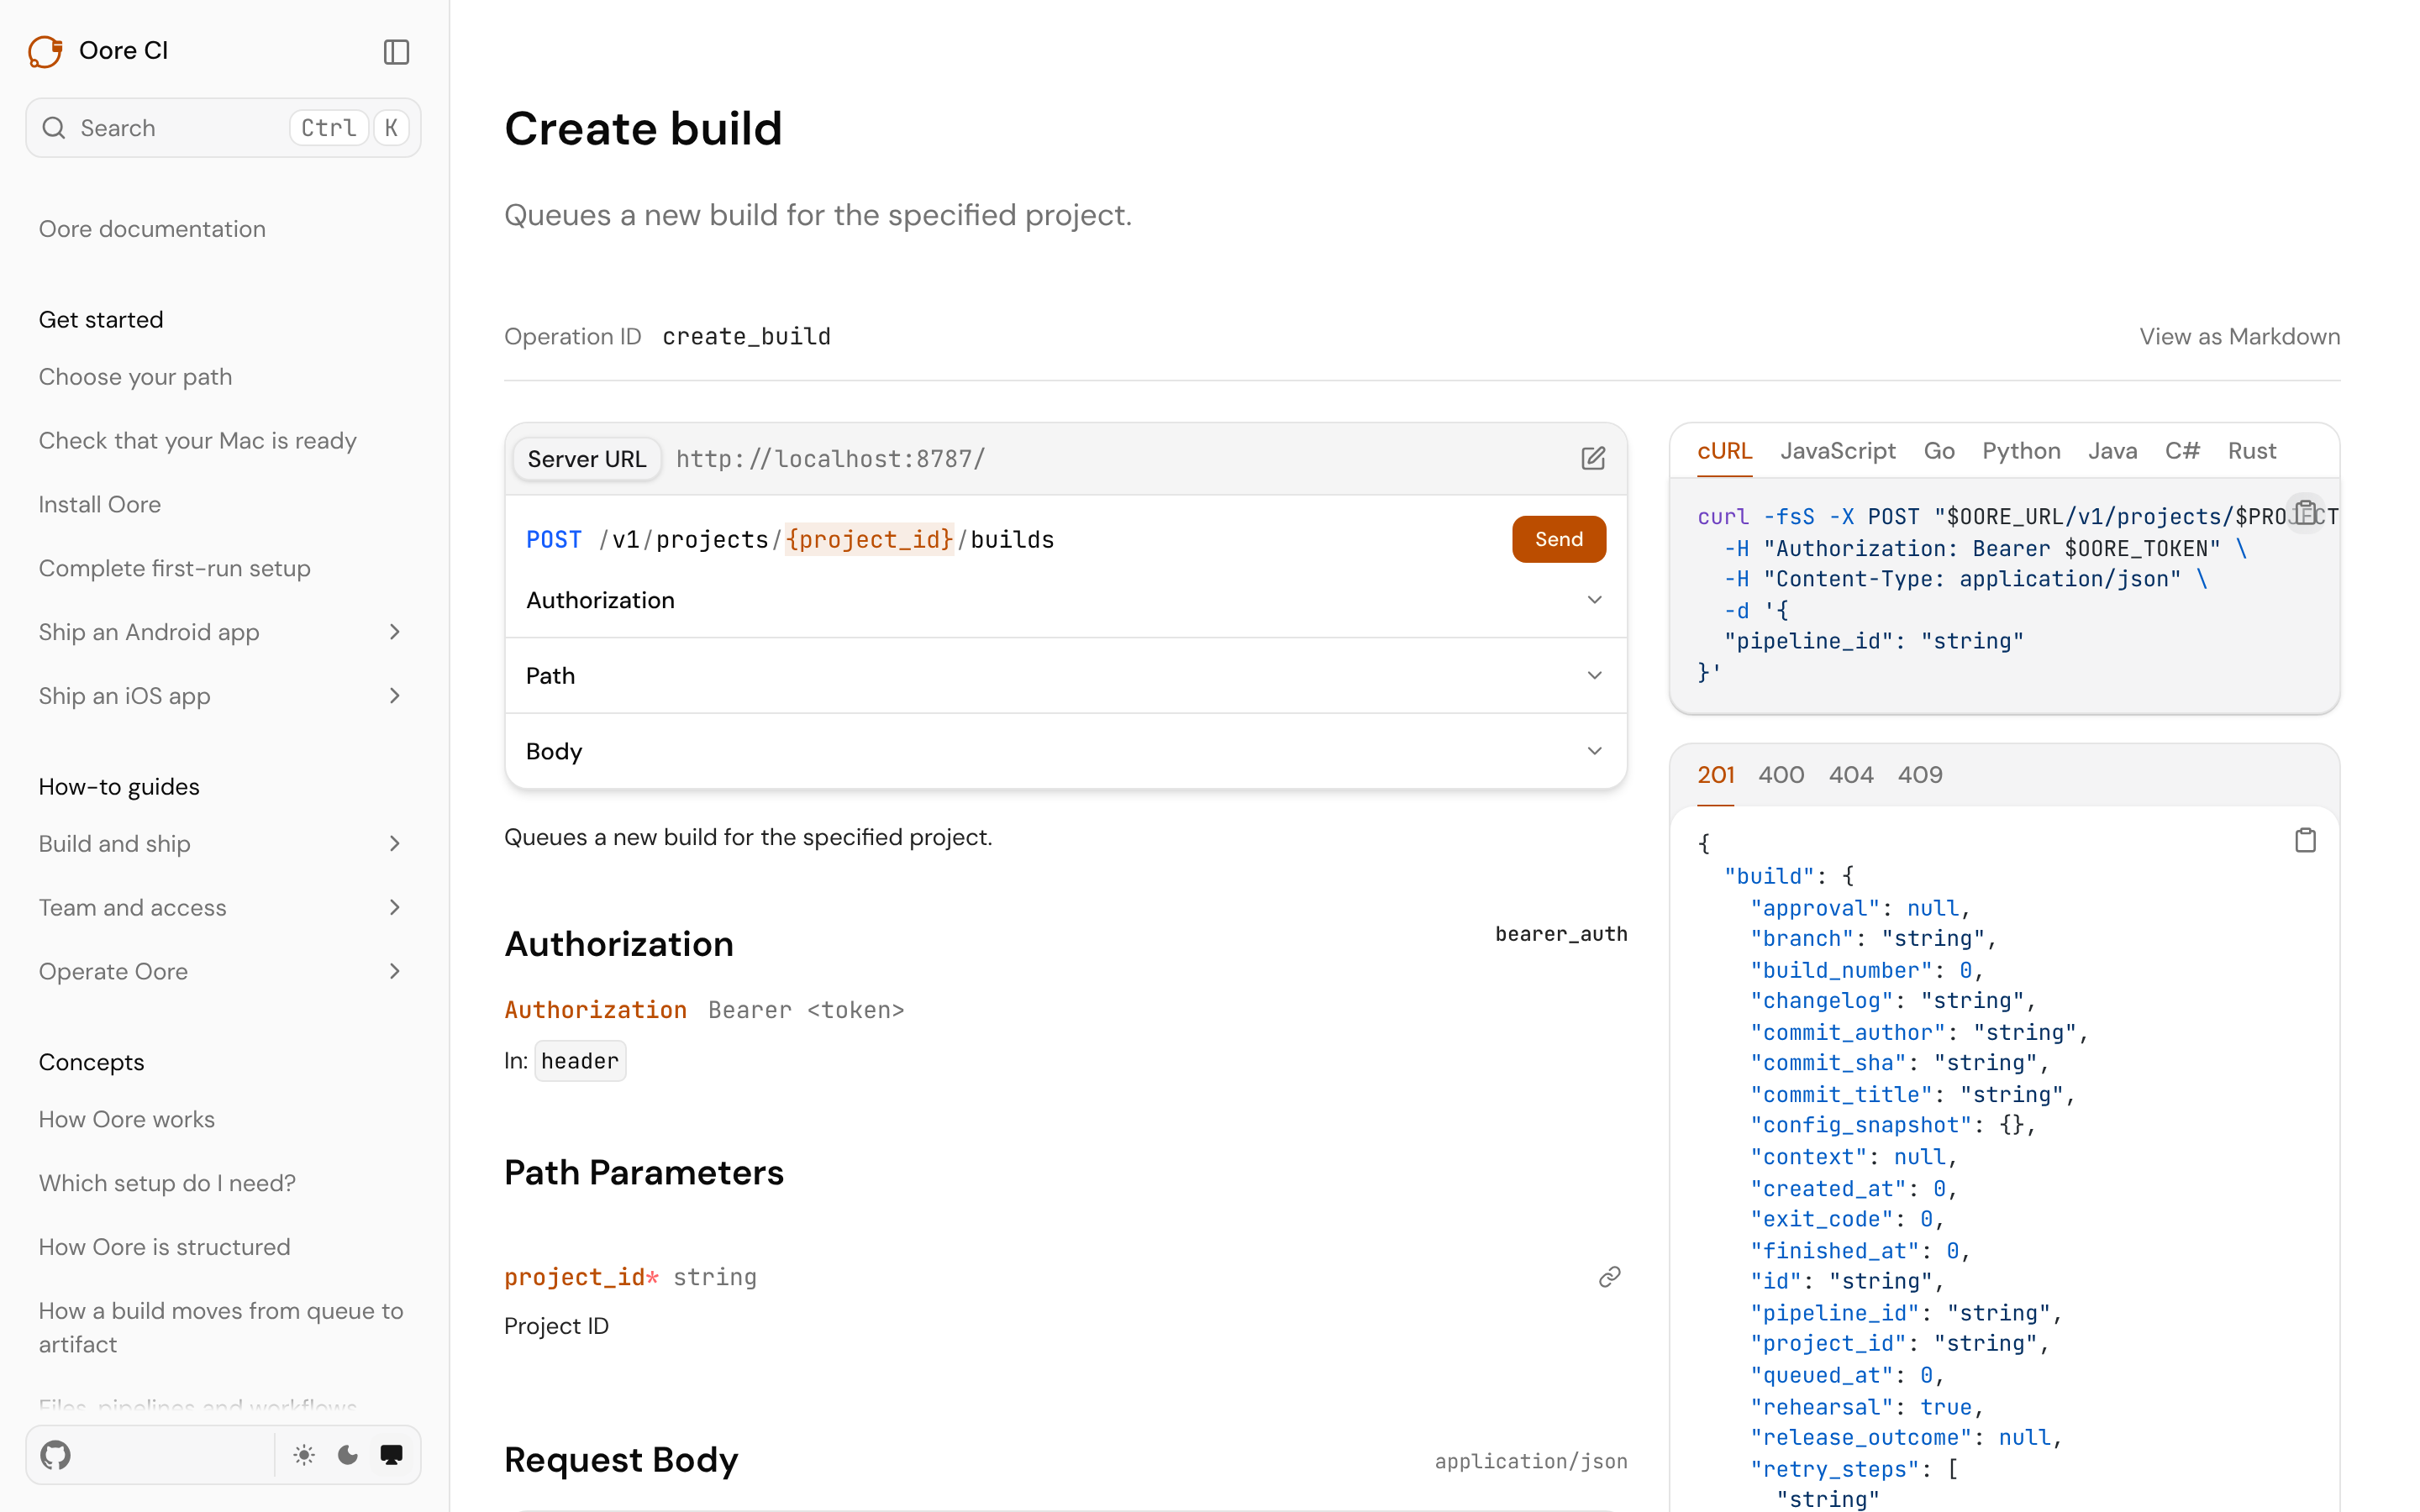 Oore CI
Search
Ctrl K
Oore documentation
Get started
Choose your path
Check that your Mac is ready
Install Oore
Complete first-run setup
Ship an Android app
Ship an iOS app
How-to guides
Build and ship
Team and access
Operate Oore
Concepts
How Oore works
Which setup do I need?
How Oore is structured
How a build moves from queue to
artifact
Files, pipelines and workflows
Create build
Queues a new build for the specified project.
Operation ID create_build
View as Markdown
Server URL http://localhost:8787/
POST /v1/projects/{project_id}/builds
Send
Authorization
Path
Body
Queues a new build for the specified project.
Authorization
bearer_auth
Authorization Bearer <token>
In: header
Path Parameters
project_id* string
Project ID
Request Body
application/json
cURL JavaScript Go Python Java C# Rust
curl -fsS -X POST "$OORE_URL/v1/projects/$PROJECT
-H "Authorization: Bearer $OORE_TOKEN" \
-H "Content-Type: application/json" \
-d '{
"pipeline_id": "string"
}'
201 400 404 409
{
"build": {
"approval": null,
"branch": "string",
"build_number": 0,
"changelog": "string",
"commit_author": "string",
"commit_sha": "string",
"commit_title": "string",
"config_snapshot": {},
"context": null,
"created_at": 0,
"exit_code": 0,
"finished_at": 0,
"id": "string",
"pipeline_id": "string",
"project_id": "string",
"queued_at": 0,
"rehearsal": true,
"release_outcome": null,
"retry_steps": [
"string"